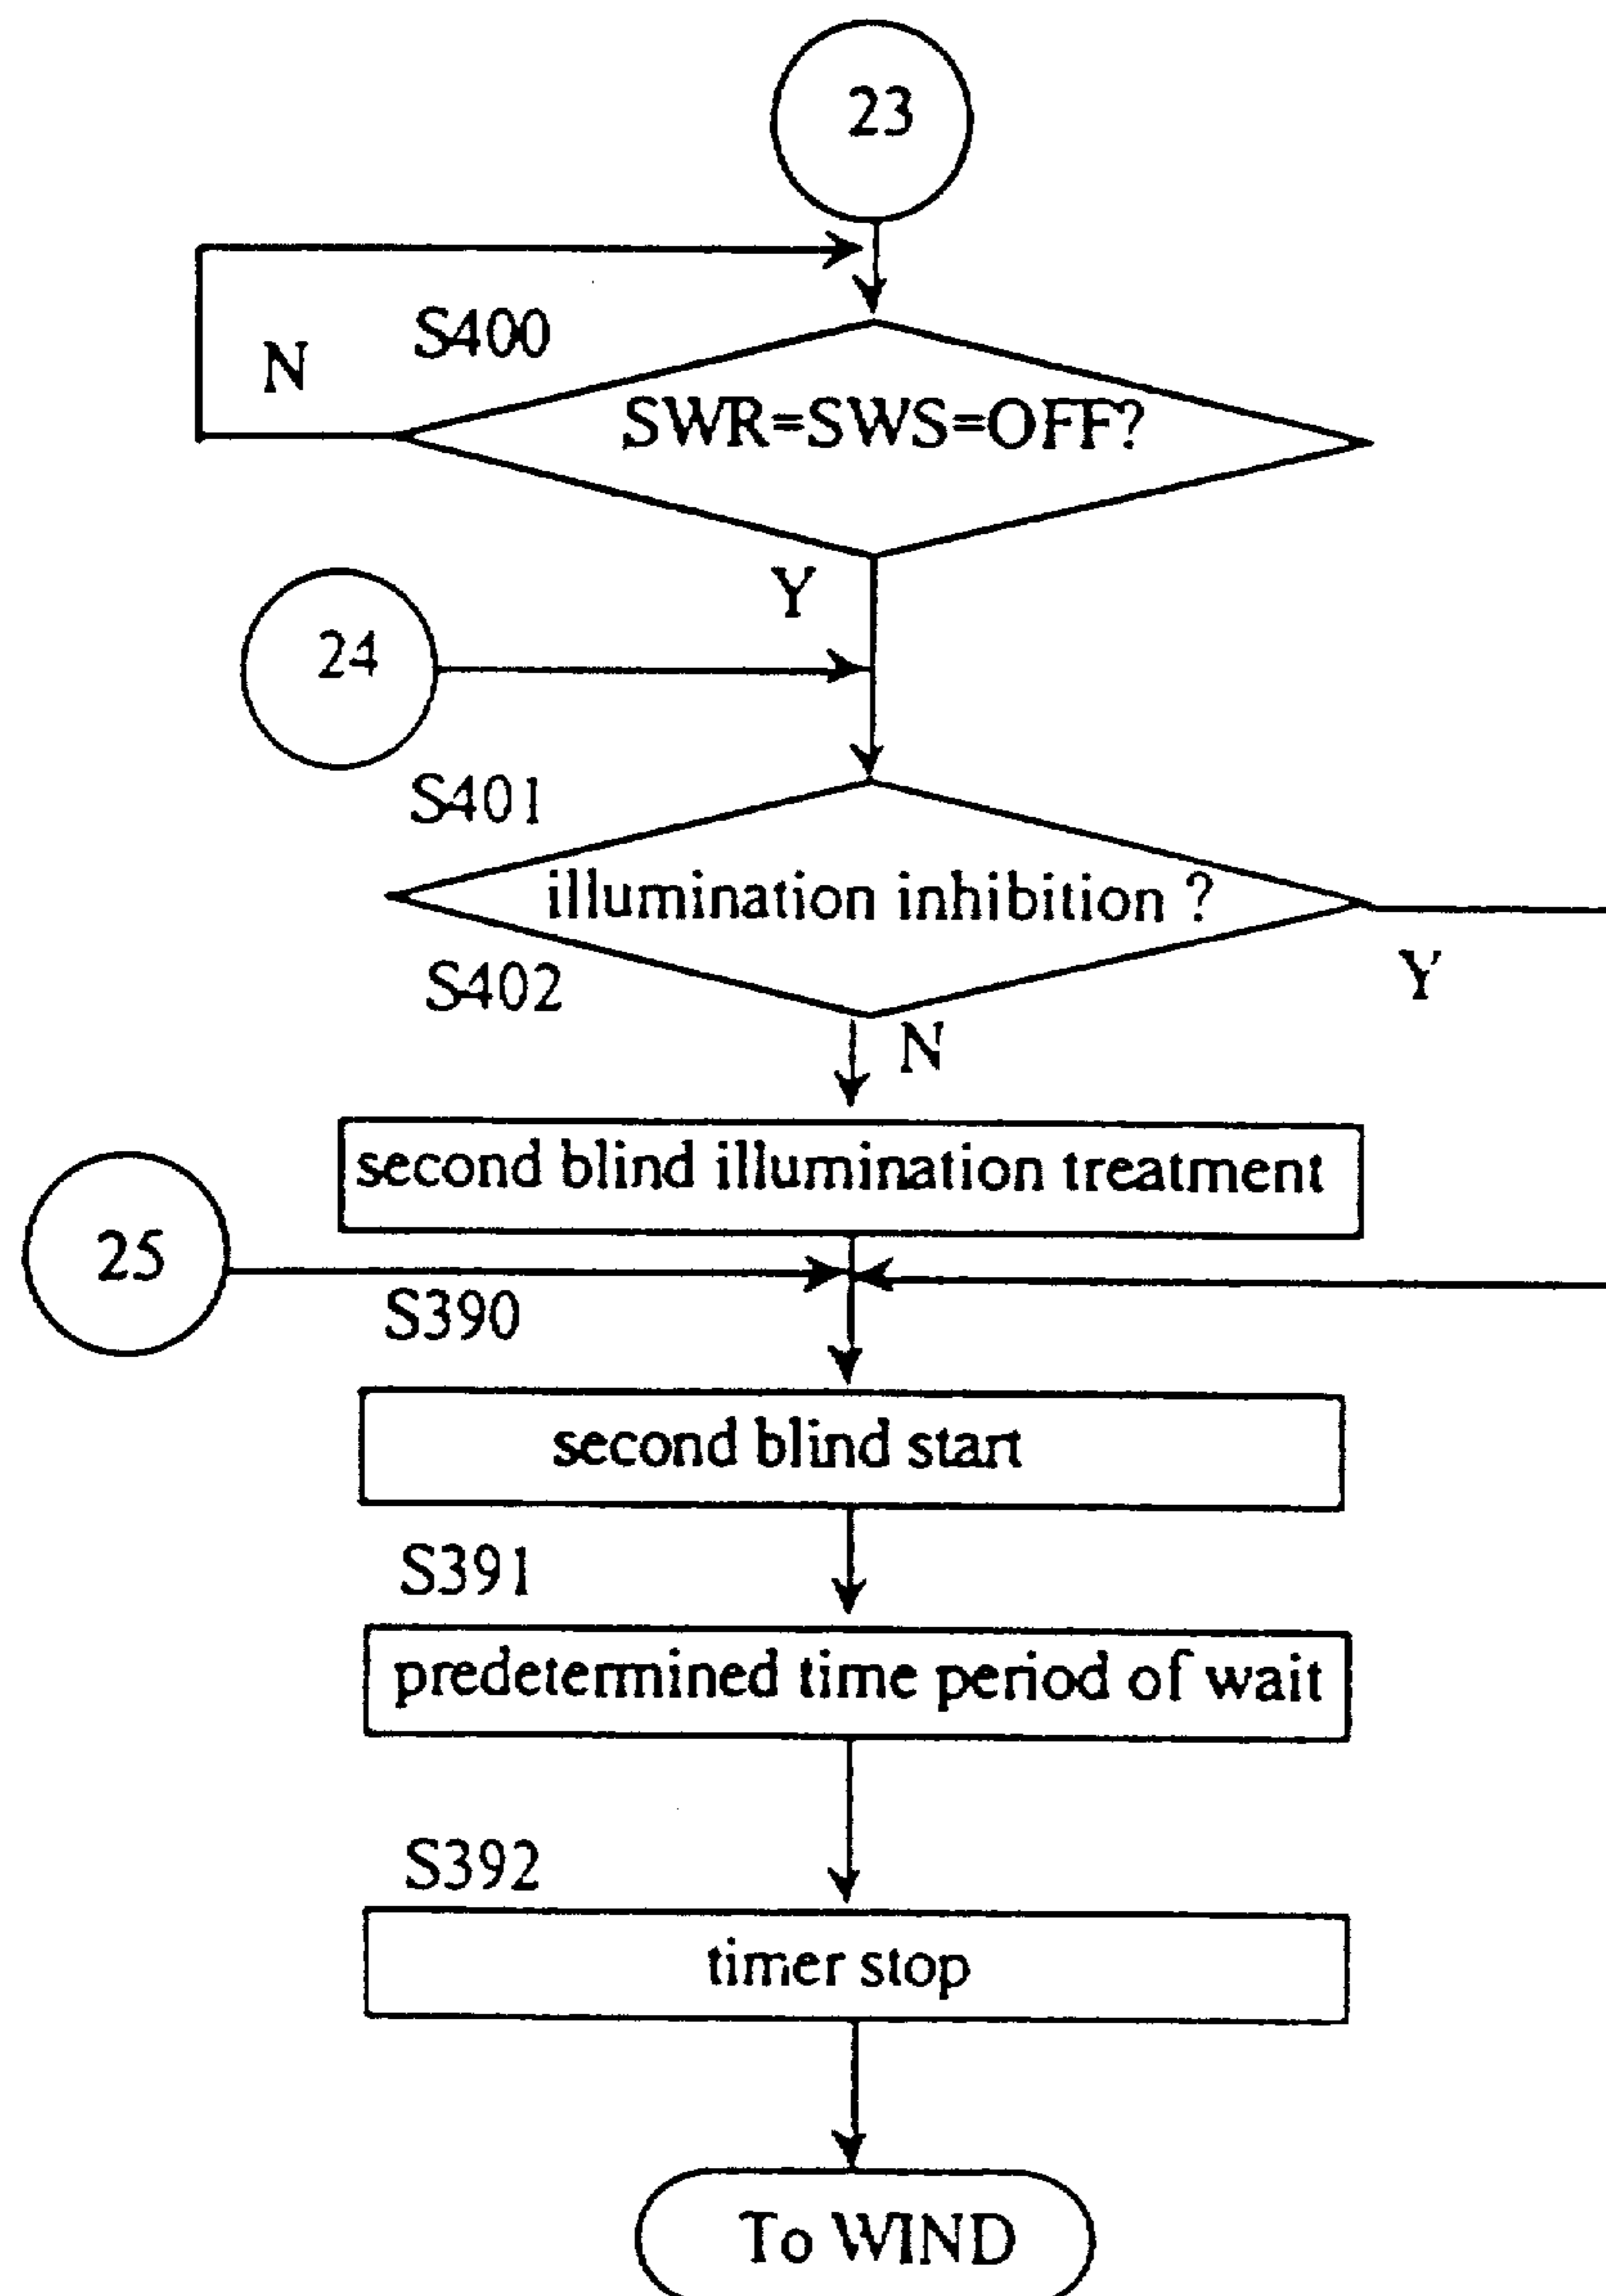 23
S400
N
SWR=SWS=OFF?
Y
24
S401
illumination inhibition ?
Y
S402
N
second blind illumination treatment
25
S390
second blind start
S391
predetermined time period of wait
S392
timer stop
To WIND